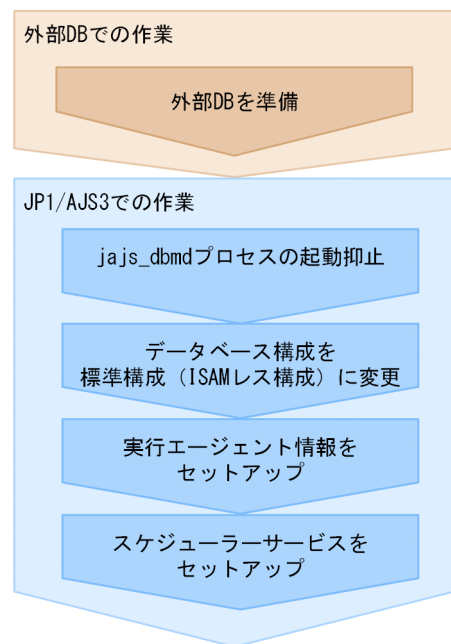 外部DBでの作業
外部DBを準備
JP1/AJS3での作業
jajs_dbmdプロセスの起動抑止
データベース構成を
標準構成（ISAMレス構成）に変更
実行エージェント情報を
セットアップ
スケジューラーサービスを
セットアップ